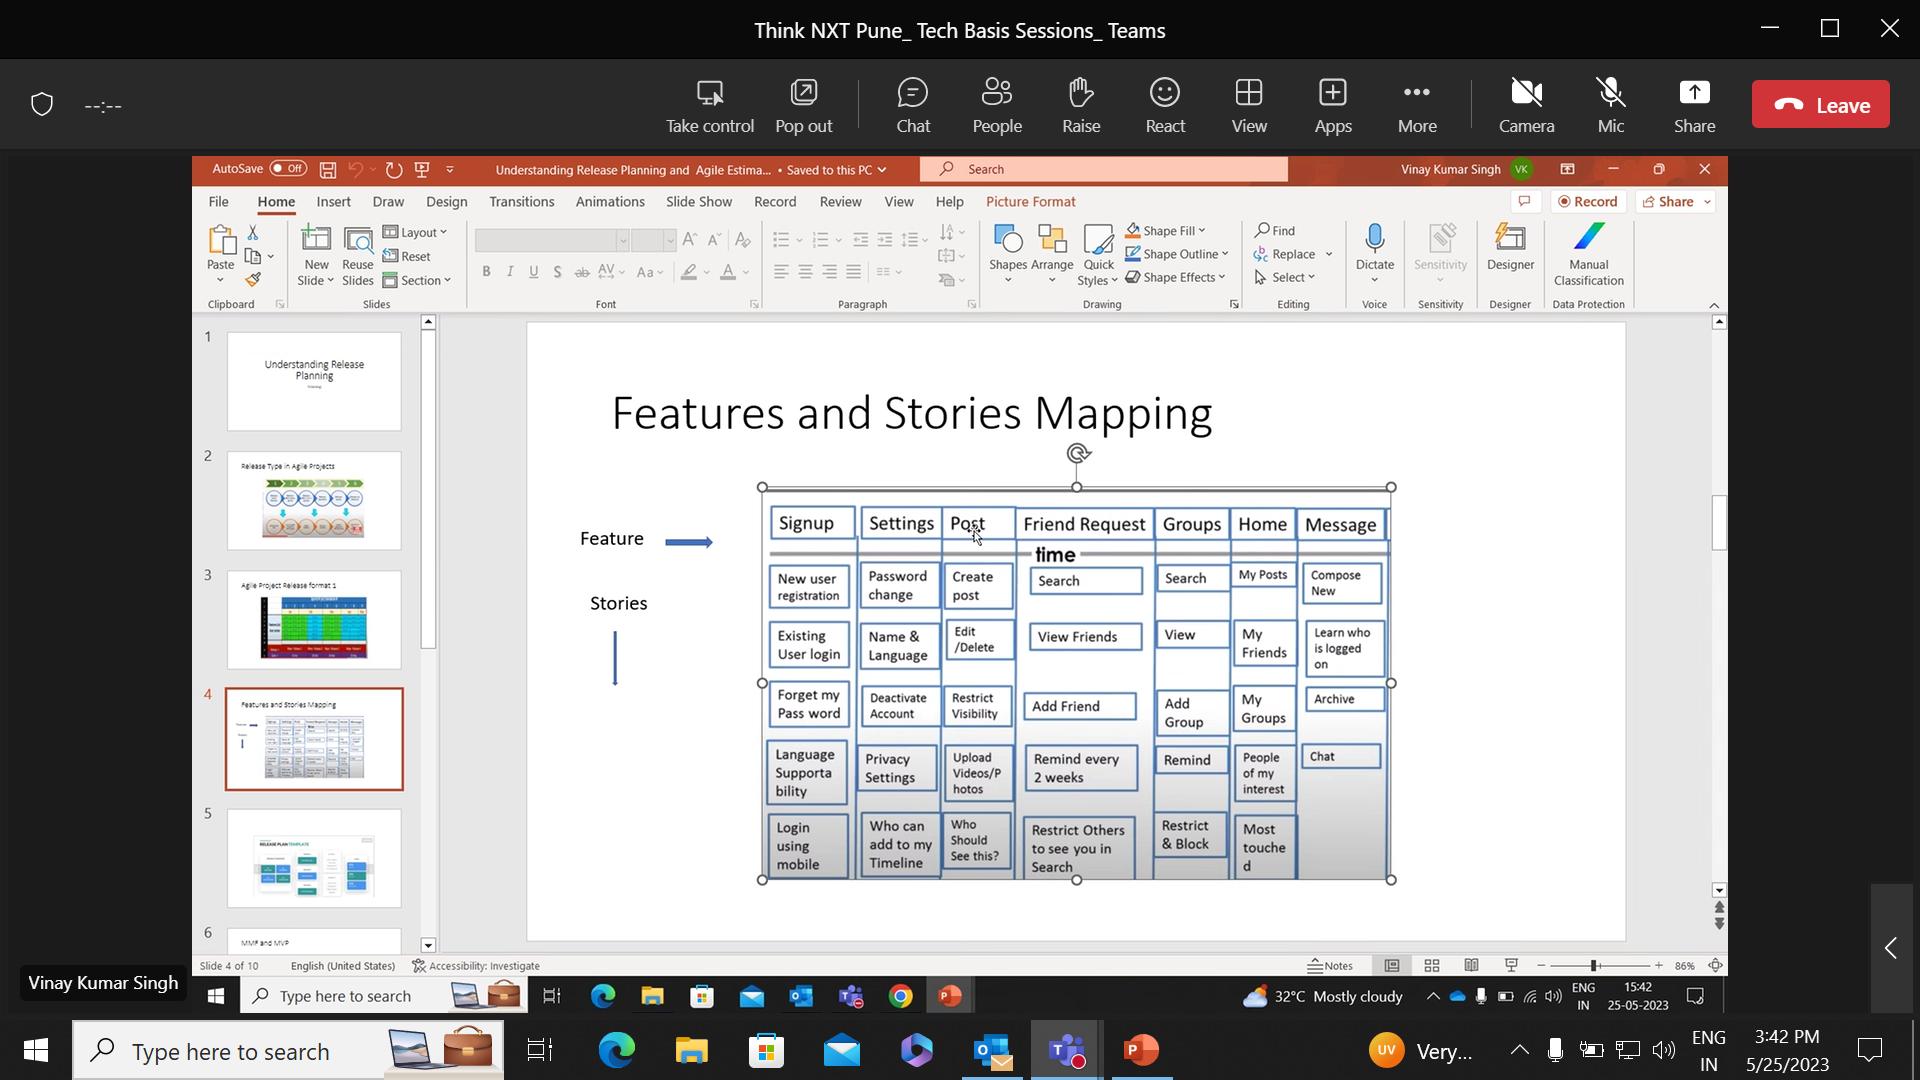 Think NXT Pune_ Tech Basis Sessions_ Teams
--:--
Take control
Pop out
Chat
People
Raise
React
View
Apps
More
Camera
Mic
Share
Leave
AutoSave Off
Understanding Release Planning and Agile Estima... • Saved to this PC
Search
Vinay Kumar Singh
VK
File
Home
Insert
Draw
Design
Transitions
Animations
Slide Show
Record
Review
View
Help
Picture Format
Record
Share
Paste
New
Slide
Reuse
Slides
Layout
Reset
Section
Shapes
Arrange
Quick
Styles
Shape Fill
Shape Outline
Shape Effects
Find
Replace
Select
Dictate
Sensitivity
Designer
Manual
Classification
Clipboard
Slides
Font
Paragraph
Drawing
Editing
Voice
Sensitivity
Designer
Data Protection
1
Understanding Release
Planning
2
Release Type in Agile Projects
3
Agile Project Release format 1
4
Features and Stories Mapping
5
RELEASE PLAN TEMPLATE
6
MMF and MVP
Features and Stories Mapping
Feature
Stories
Signup
Settings
Post
Friend Request
Groups
Home
Message
time
New user
registration
Password
change
Create
post
Search
Search
My Posts
Compose
New
Existing
User login
Name &
Language
Edit
/Delete
View Friends
View
My
Friends
Learn who
is logged
on
Forget my
Pass word
Deactivate
Account
Restrict
Visibility
Add Friend
Add
Group
My
Groups
Archive
Language
Supporta
bility
Privacy
Settings
Upload
Videos/P
hotos
Remind every
2 weeks
Remind
People
of my
interest
Chat
Login
using
mobile
Who can
add to my
Timeline
Who
Should
See this?
Restrict Others
to see you in
Search
Restrict
& Block
Most
touche
d
Slide 4 of 10
English (United States)
Accessibility: Investigate
Notes
86%
Vinay Kumar Singh
Type here to search
32°C Mostly cloudy
ENG
IN
15:42
25-05-2023
Type here to search
UV
Very...
ENG
IN
3:42 PM
5/25/2023